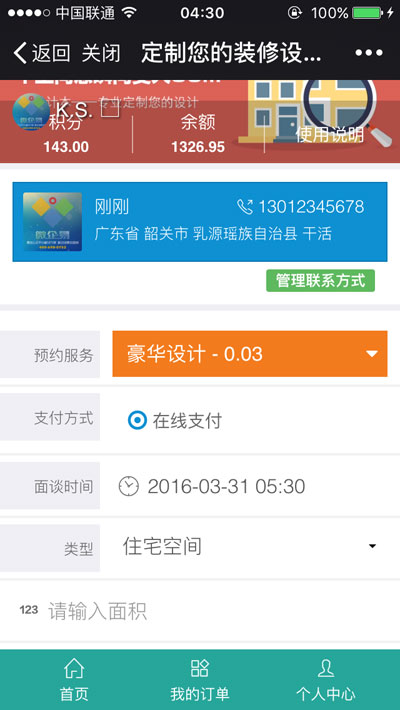 中国联通 04:30 100%
返回 关闭 定制您的装修设...
计大——专业定制您的设计
K.S.
积分 余额 使用说明
143.00 1326.95
刚刚 13012345678
广东省 韶关市 乳源瑶族自治县 干活
管理联系方式
预约服务 豪华设计 - 0.03
支付方式 在线支付
面谈时间 2016-03-31 05:30
类型 住宅空间
123 请输入面积
首页 我的订单 个人中心